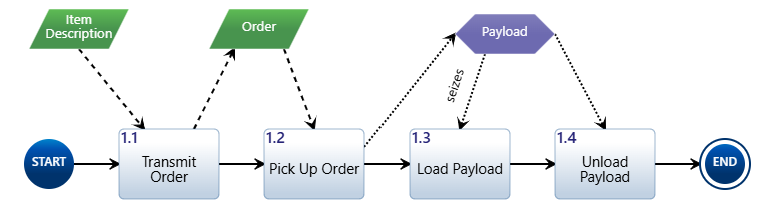 Item
Description
Order
Payload
seizes
START
1.1
Transmit
Order
1.2
Pick Up Order
1.3
Load Payload
1.4
Unload
Payload
END